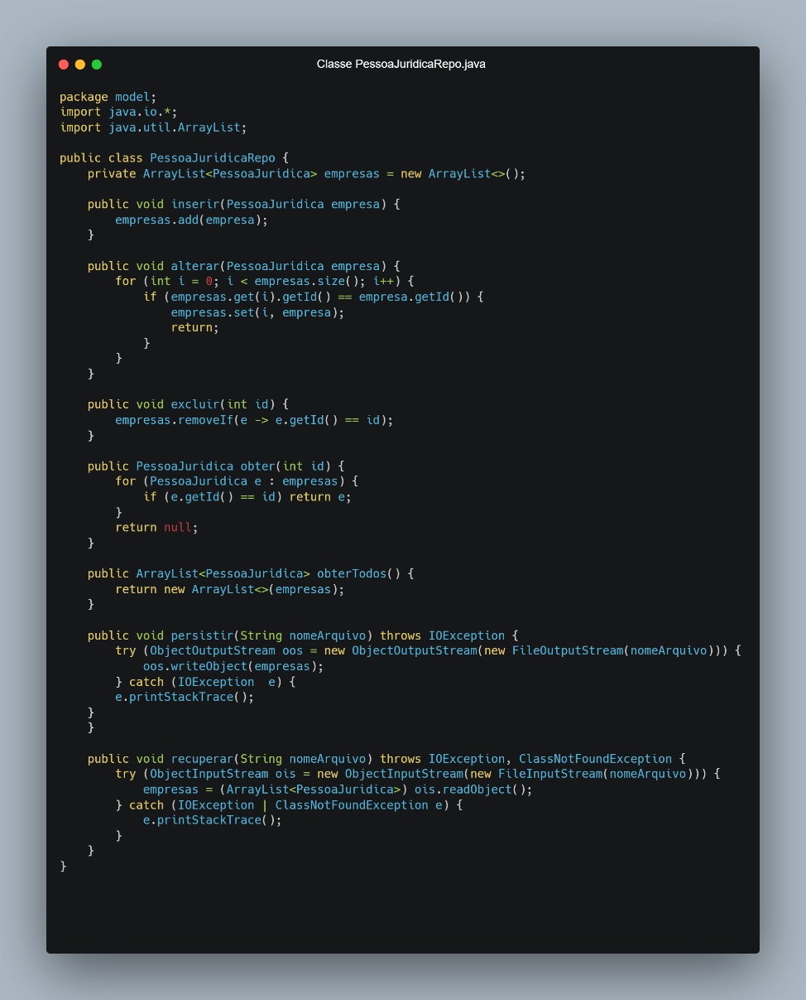 Classe PessoaJuridicaRepo.java
package model;
import java.io.*;
import java.util.ArrayList;

public class PessoaJuridicaRepo {
    private ArrayList<PessoaJuridica> empresas = new ArrayList<>();

    public void inserir(PessoaJuridica empresa) {
        empresas.add(empresa);
    }

    public void alterar(PessoaJuridica empresa) {
        for (int i = 0; i < empresas.size(); i++) {
            if (empresas.get(i).getId() == empresa.getId()) {
                empresas.set(i, empresa);
                return;
            }
        }
    }

    public void excluir(int id) {
        empresas.removeIf(e -> e.getId() == id);
    }

    public PessoaJuridica obter(int id) {
        for (PessoaJuridica e : empresas) {
            if (e.getId() == id) return e;
        }
        return null;
    }

    public ArrayList<PessoaJuridica> obterTodos() {
        return new ArrayList<>(empresas);
    }

    public void persistir(String nomeArquivo) throws IOException {
        try (ObjectOutputStream oos = new ObjectOutputStream(new FileOutputStream(nomeArquivo))) {
            oos.writeObject(empresas);
        } catch (IOException  e) {
        e.printStackTrace();
    }
    }

    public void recuperar(String nomeArquivo) throws IOException, ClassNotFoundException {
        try (ObjectInputStream ois = new ObjectInputStream(new FileInputStream(nomeArquivo))) {
            empresas = (ArrayList<PessoaJuridica>) ois.readObject();
        } catch (IOException | ClassNotFoundException e) {
            e.printStackTrace();
        }
    }
}